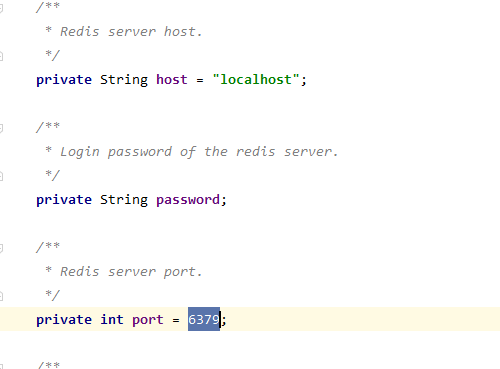 /**
* Redis server host.
*/
private String host = "localhost";
/**
* Login password of the redis server.
*/
private String password;
/**
* Redis server port.
*/
private int port = 6379;
/**